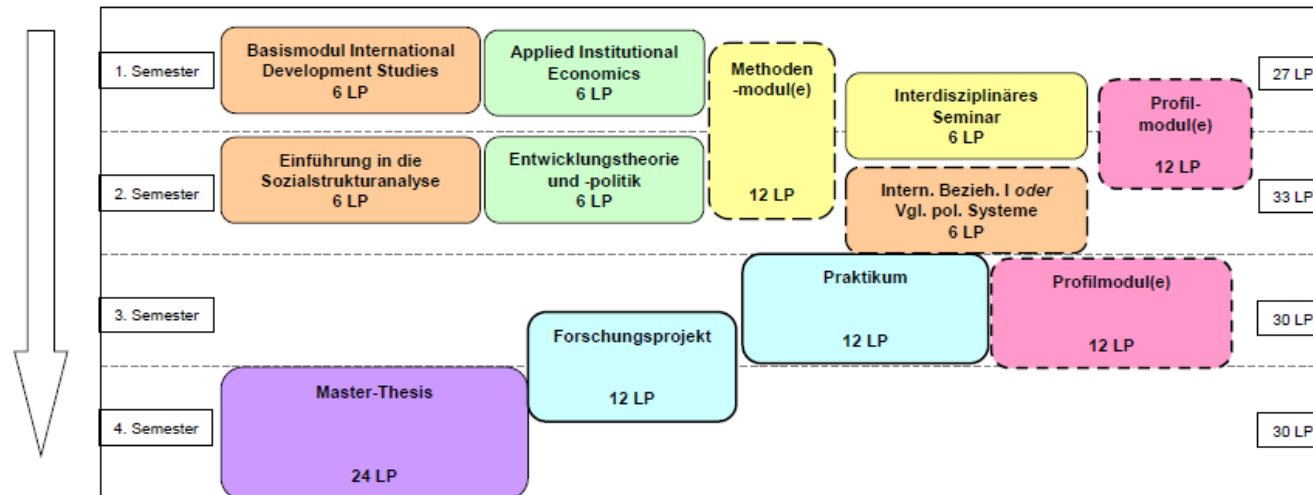 1. Semester
Basismodul International
Development Studies
6 LP
Applied Institutional
Economics
6 LP
Methoden
-modul(e)
12 LP
Interdisziplinäres
Seminar
6 LP
Profil-
modul(e)
12 LP
27 LP
2. Semester
Einführung in die
Sozialstrukturanalyse
6 LP
Entwicklungstheorie
und -politik
6 LP
Intern. Bezieh. I oder
Vgl. pol. Systeme
6 LP
33 LP
3. Semester
Forschungsprojekt
12 LP
Praktikum
12 LP
Profilmodul(e)
12 LP
30 LP
4. Semester
Master-Thesis
24 LP
30 LP